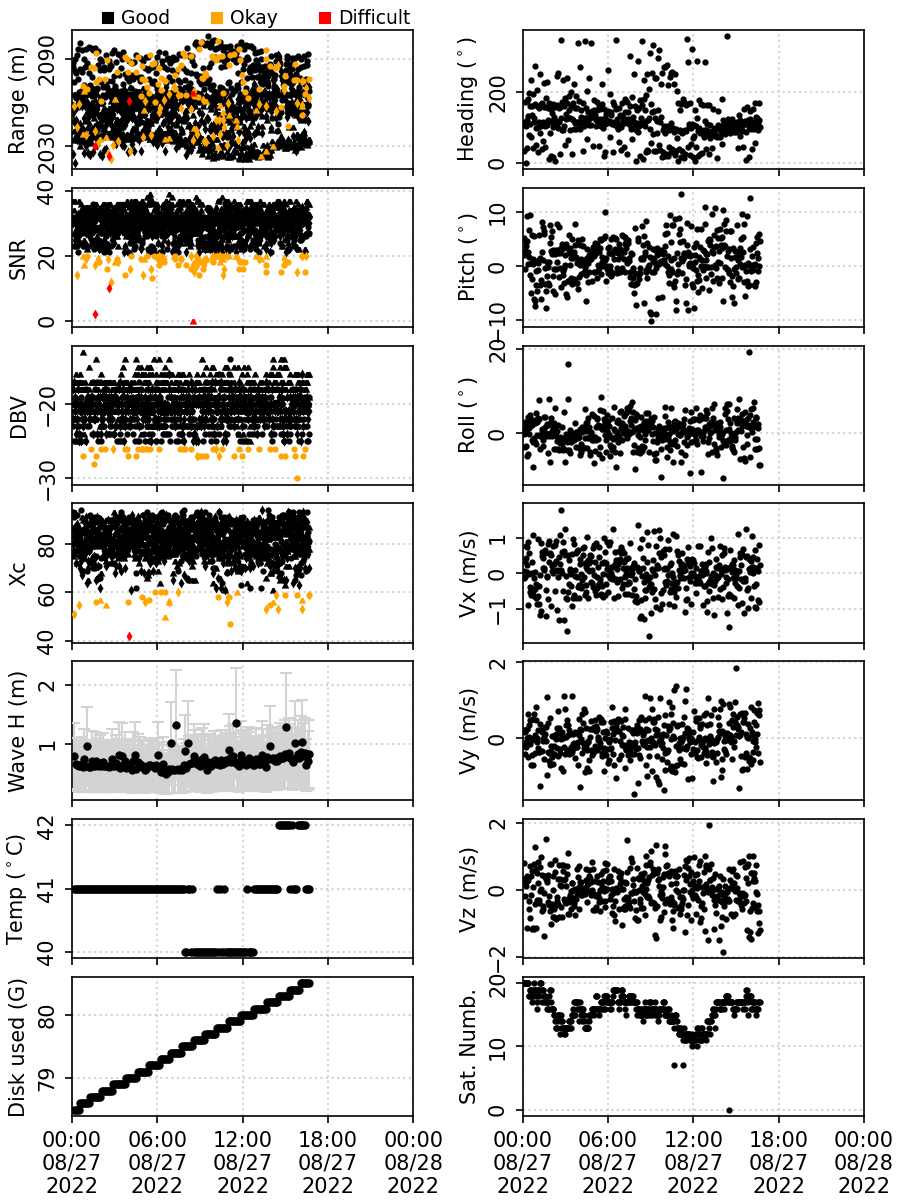 Good Okay Difficult
Range (m)
2090
2030
Heading (°)
200
0
SNR
40
20
0
Pitch (°)
10
0
−10
DBV
−20
−30
Roll (°)
20
0
Xc
80
60
40
Vx (m/s)
1
0
−1
Wave H (m)
2
1
Vy (m/s)
2
0
Temp (°C)
42
41
40
Vz (m/s)
2
0
−2
Disk used (G)
80
79
Sat. Numb.
20
10
0
00:00 06:00 12:00 18:00 00:00 00:00 06:00 12:00 18:00 00:00
08/27 08/27 08/27 08/27 08/28 08/27 08/27 08/27 08/27 08/28
2022 2022 2022 2022 2022 2022 2022 2022 2022 2022